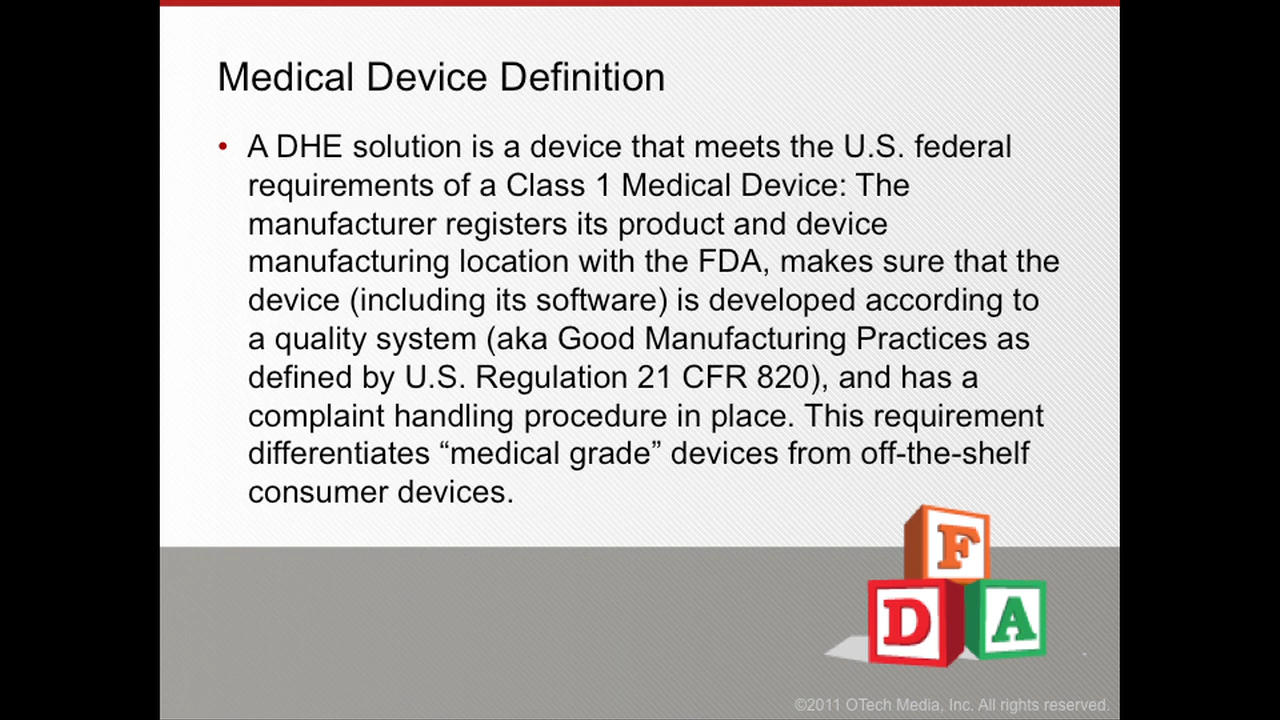 Medical Device Definition
• A DHE solution is a device that meets the U.S. federal
requirements of a Class 1 Medical Device: The
manufacturer registers its product and device
manufacturing location with the FDA, makes sure that the
device (including its software) is developed according to
a quality system (aka Good Manufacturing Practices as
defined by U.S. Regulation 21 CFR 820), and has a
complaint handling procedure in place. This requirement
differentiates “medical grade” devices from off-the-shelf
consumer devices.
F
D A
©2011 OTech Media, Inc. All rights reserved.